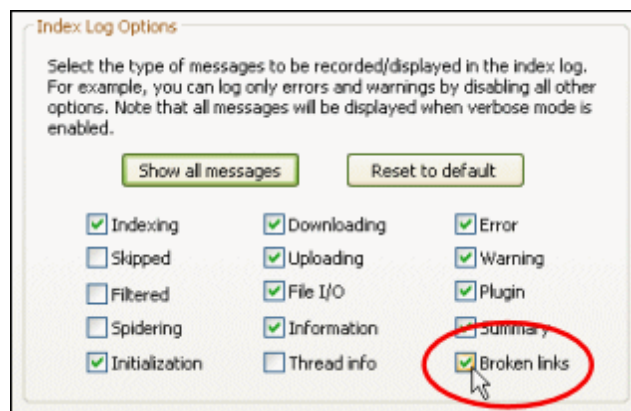 Index Log Options
Select the type of messages to be recorded/displayed in the index log.
For example, you can log only errors and warnings by disabling all other
options. Note that all messages will be displayed when verbose mode is
enabled.
Show all messages Reset to default
Indexing Downloading Error
Skipped Uploading Warning
Filtered File I/O Plugin
Spidering Information Summary
Initialization Thread info Broken links